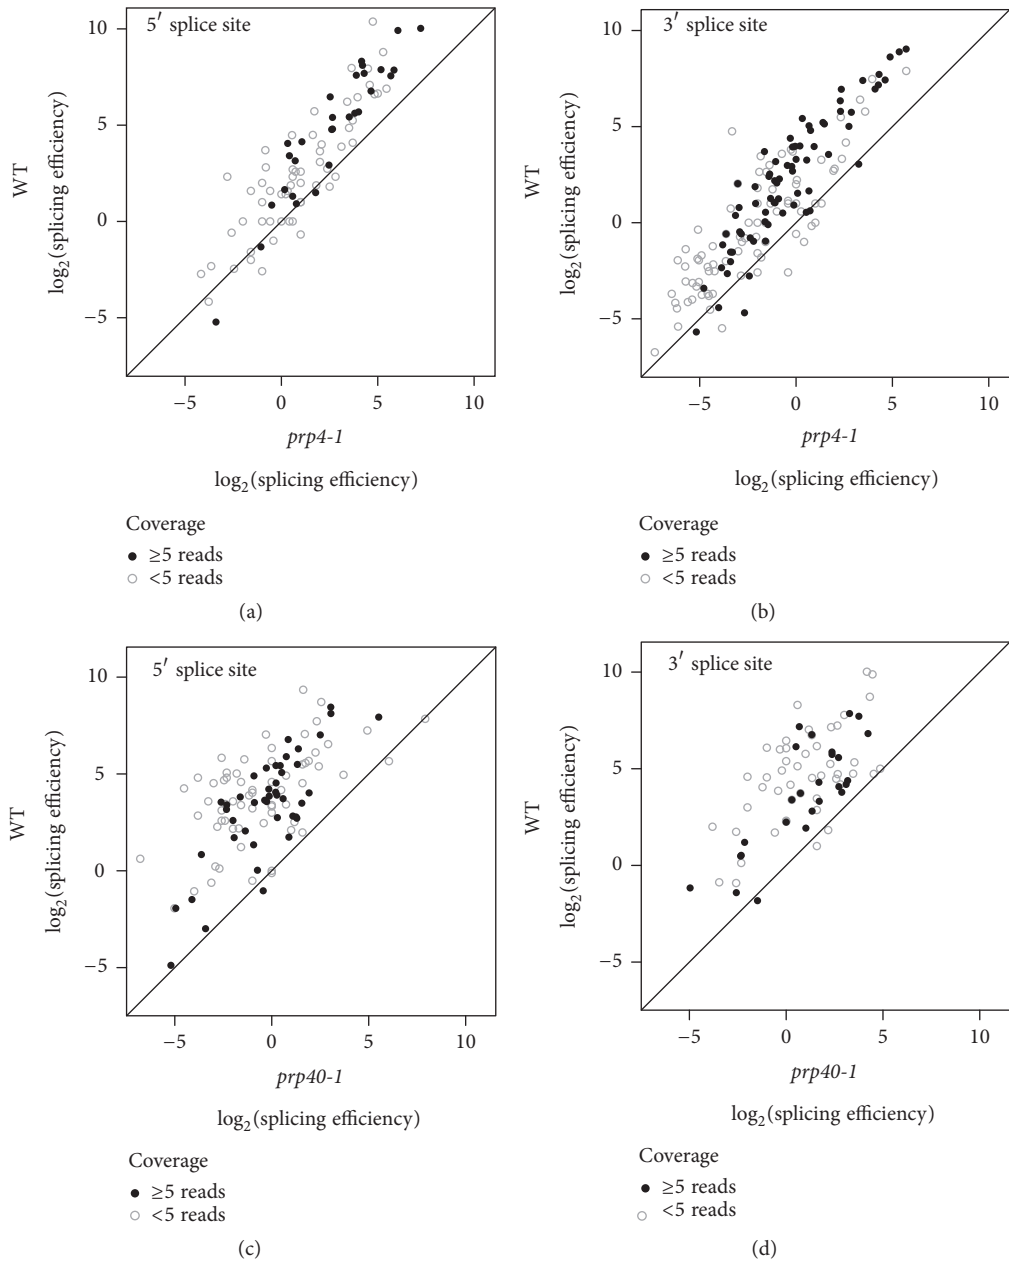 5′ splice site
10
5
0
−5
WT
log2(splicing efficiency)
−5 0 5 10
prp4-1
log2(splicing efficiency)
Coverage
≥5 reads
<5 reads
(a)
3′ splice site
10
5
0
−5
WT
log2(splicing efficiency)
−5 0 5 10
prp4-1
log2(splicing efficiency)
Coverage
≥5 reads
<5 reads
(b)
5′ splice site
10
5
0
−5
WT
log2(splicing efficiency)
−5 0 5 10
prp40-1
log2(splicing efficiency)
Coverage
≥5 reads
<5 reads
(c)
3′ splice site
10
5
0
−5
WT
log2(splicing efficiency)
−5 0 5 10
prp40-1
log2(splicing efficiency)
Coverage
≥5 reads
<5 reads
(d)